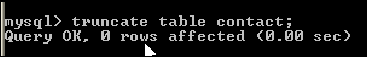 mysql> truncate table contact;
Query OK, 0 rows affected (0.00 sec)